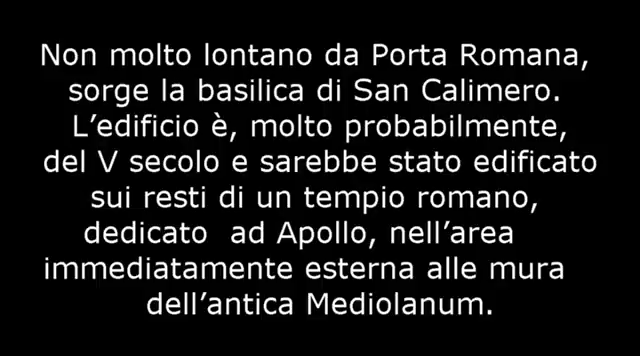 Non molto lontano da Porta Romana,
sorge la basilica di San Calimero.
L’edificio è, molto probabilmente,
del V secolo e sarebbe stato edificato
sui resti di un tempio romano,
dedicato  ad Apollo, nell’area
immediatamente esterna alle mura
dell’antica Mediolanum.